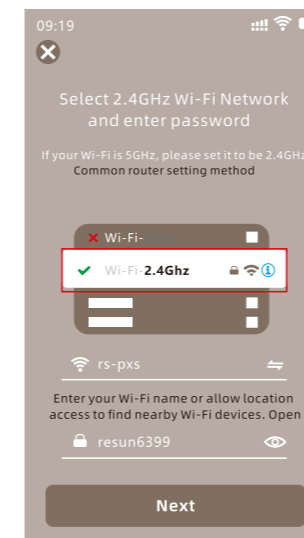 09:19
Select 2.4GHz Wi-Fi Network
and enter password
If your Wi-Fi is 5GHz, please set it to be 2.4GHz
Common router setting method
Wi-Fi-
Wi-Fi-2.4Ghz
rs-pxs
Enter your Wi-Fi name or allow location
access to find nearby Wi-Fi devices. Open
resun6399
Next